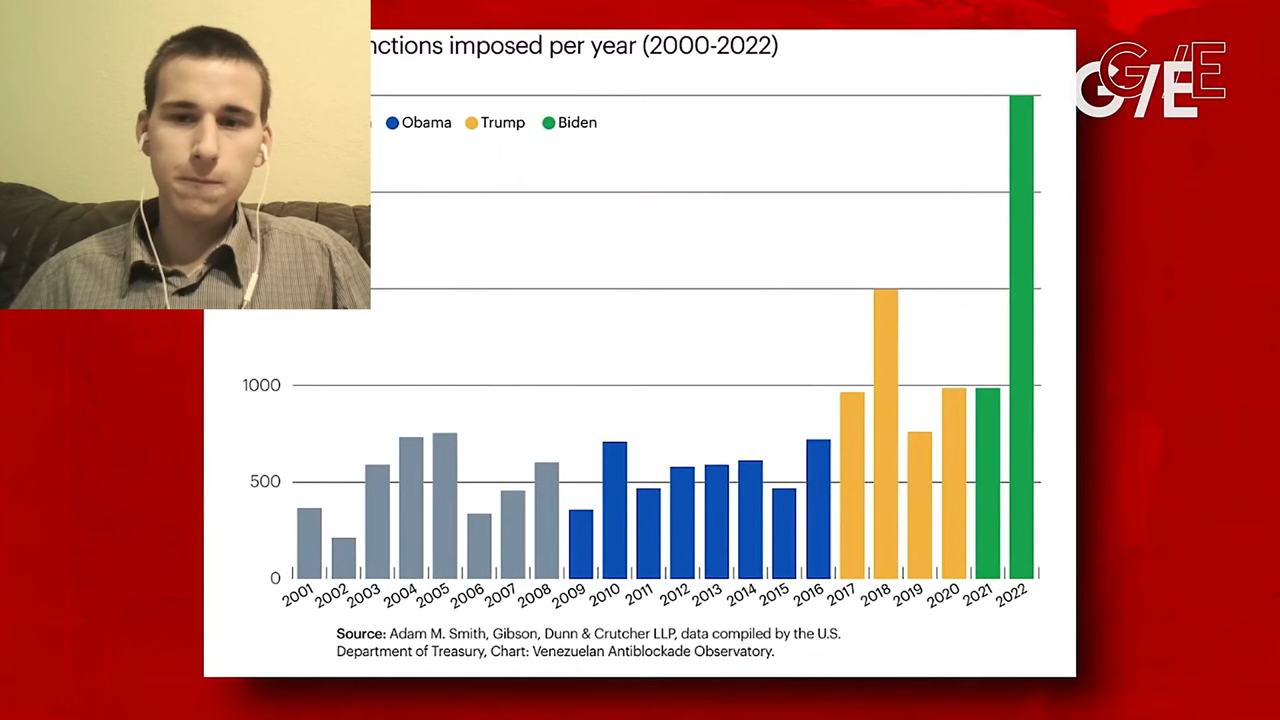 nctions imposed per year (2000-2022)
G/E
G/E
Obama Trump Biden
1000
500
0
2001 2002 2003 2004 2005 2006 2007 2008 2009 2010 2011 2012 2013 2014 2015 2016 2017 2018 2019 2020 2021 2022
Source: Adam M. Smith, Gibson, Dunn & Crutcher LLP, data compiled by the U.S.
Department of Treasury, Chart: Venezuelan Antiblockade Observatory.